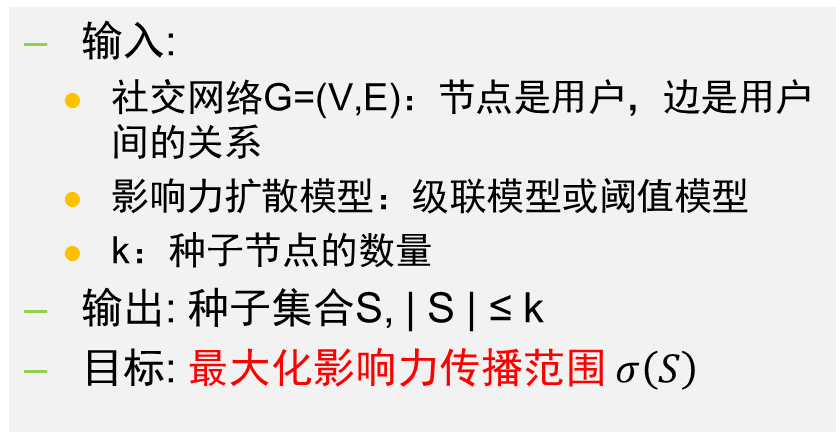 – 输入:
• 社交网络G=(V,E)：节点是用户，边是用户
间的关系
• 影响力扩散模型：级联模型或阈值模型
• k：种子节点的数量
– 输出: 种子集合S, | S | ≤ k
– 目标: 最大化影响力传播范围 𝜎(𝑆)